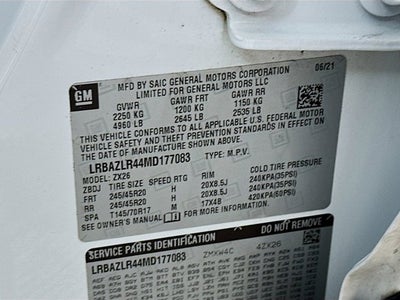 MFD BY SAIC GENERAL MOTORS CORPORATION 06/21
LIMITED FOR GENERAL MOTORS LLC
GM
GVWR GAWR FRT GAWR RR
2250 KG 1200 KG 1150 KG
4960 LB 2645 LB 2535 LB
THIS VEHICLE CONFORMS TO ALL APPLICABLE U.S. FEDERAL MOTOR
VEHICLE SAFETY AND THEFT PREVENTION STANDARDS IN EFFECT ON
THE DATE OF MANUFACTURE SHOWN ABOVE.
LRBAZLR44MD177083 TYPE: M.P.V.
MODEL: ZX26
ZBDJ TIRE SIZE SPEED RTG RIM COLD TIRE PRESSURE
FRT 245/45R20 H 20X8.5J 240KPA(35PSI)
RR 245/45R20 H 20X8.5J 240KPA(35PSI)
SPA T145/70R17 M 17X4B 420KPA(60PSI)
SEE OWNER'S MANUAL FOR MORE INFORMATION.
SERVICE PARTS IDENTIFICATION DO NOT REMOVE
LRBAZLR44MD177083 ZMXW4C 4ZX26